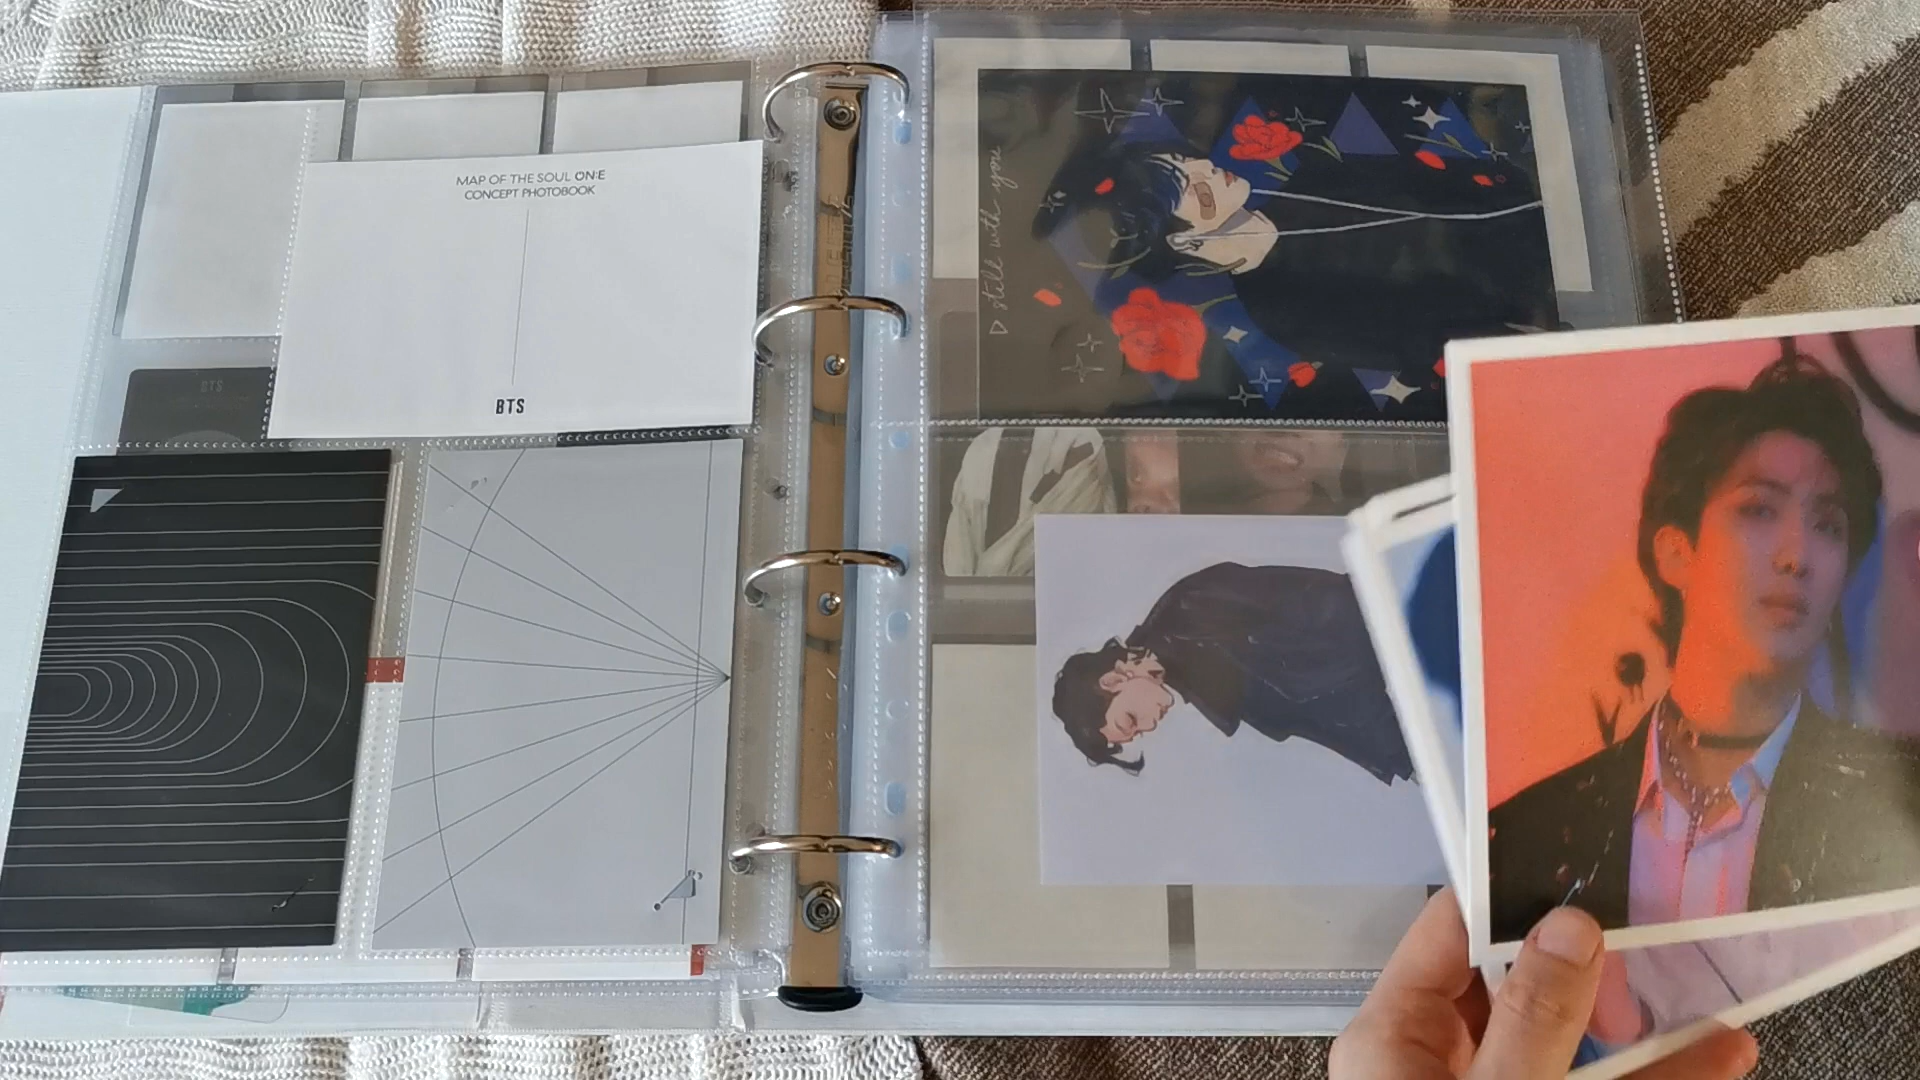 MAP OF THE SOUL ON:E
CONCEPT PHOTOBOOK
BTS
BTS
still with you